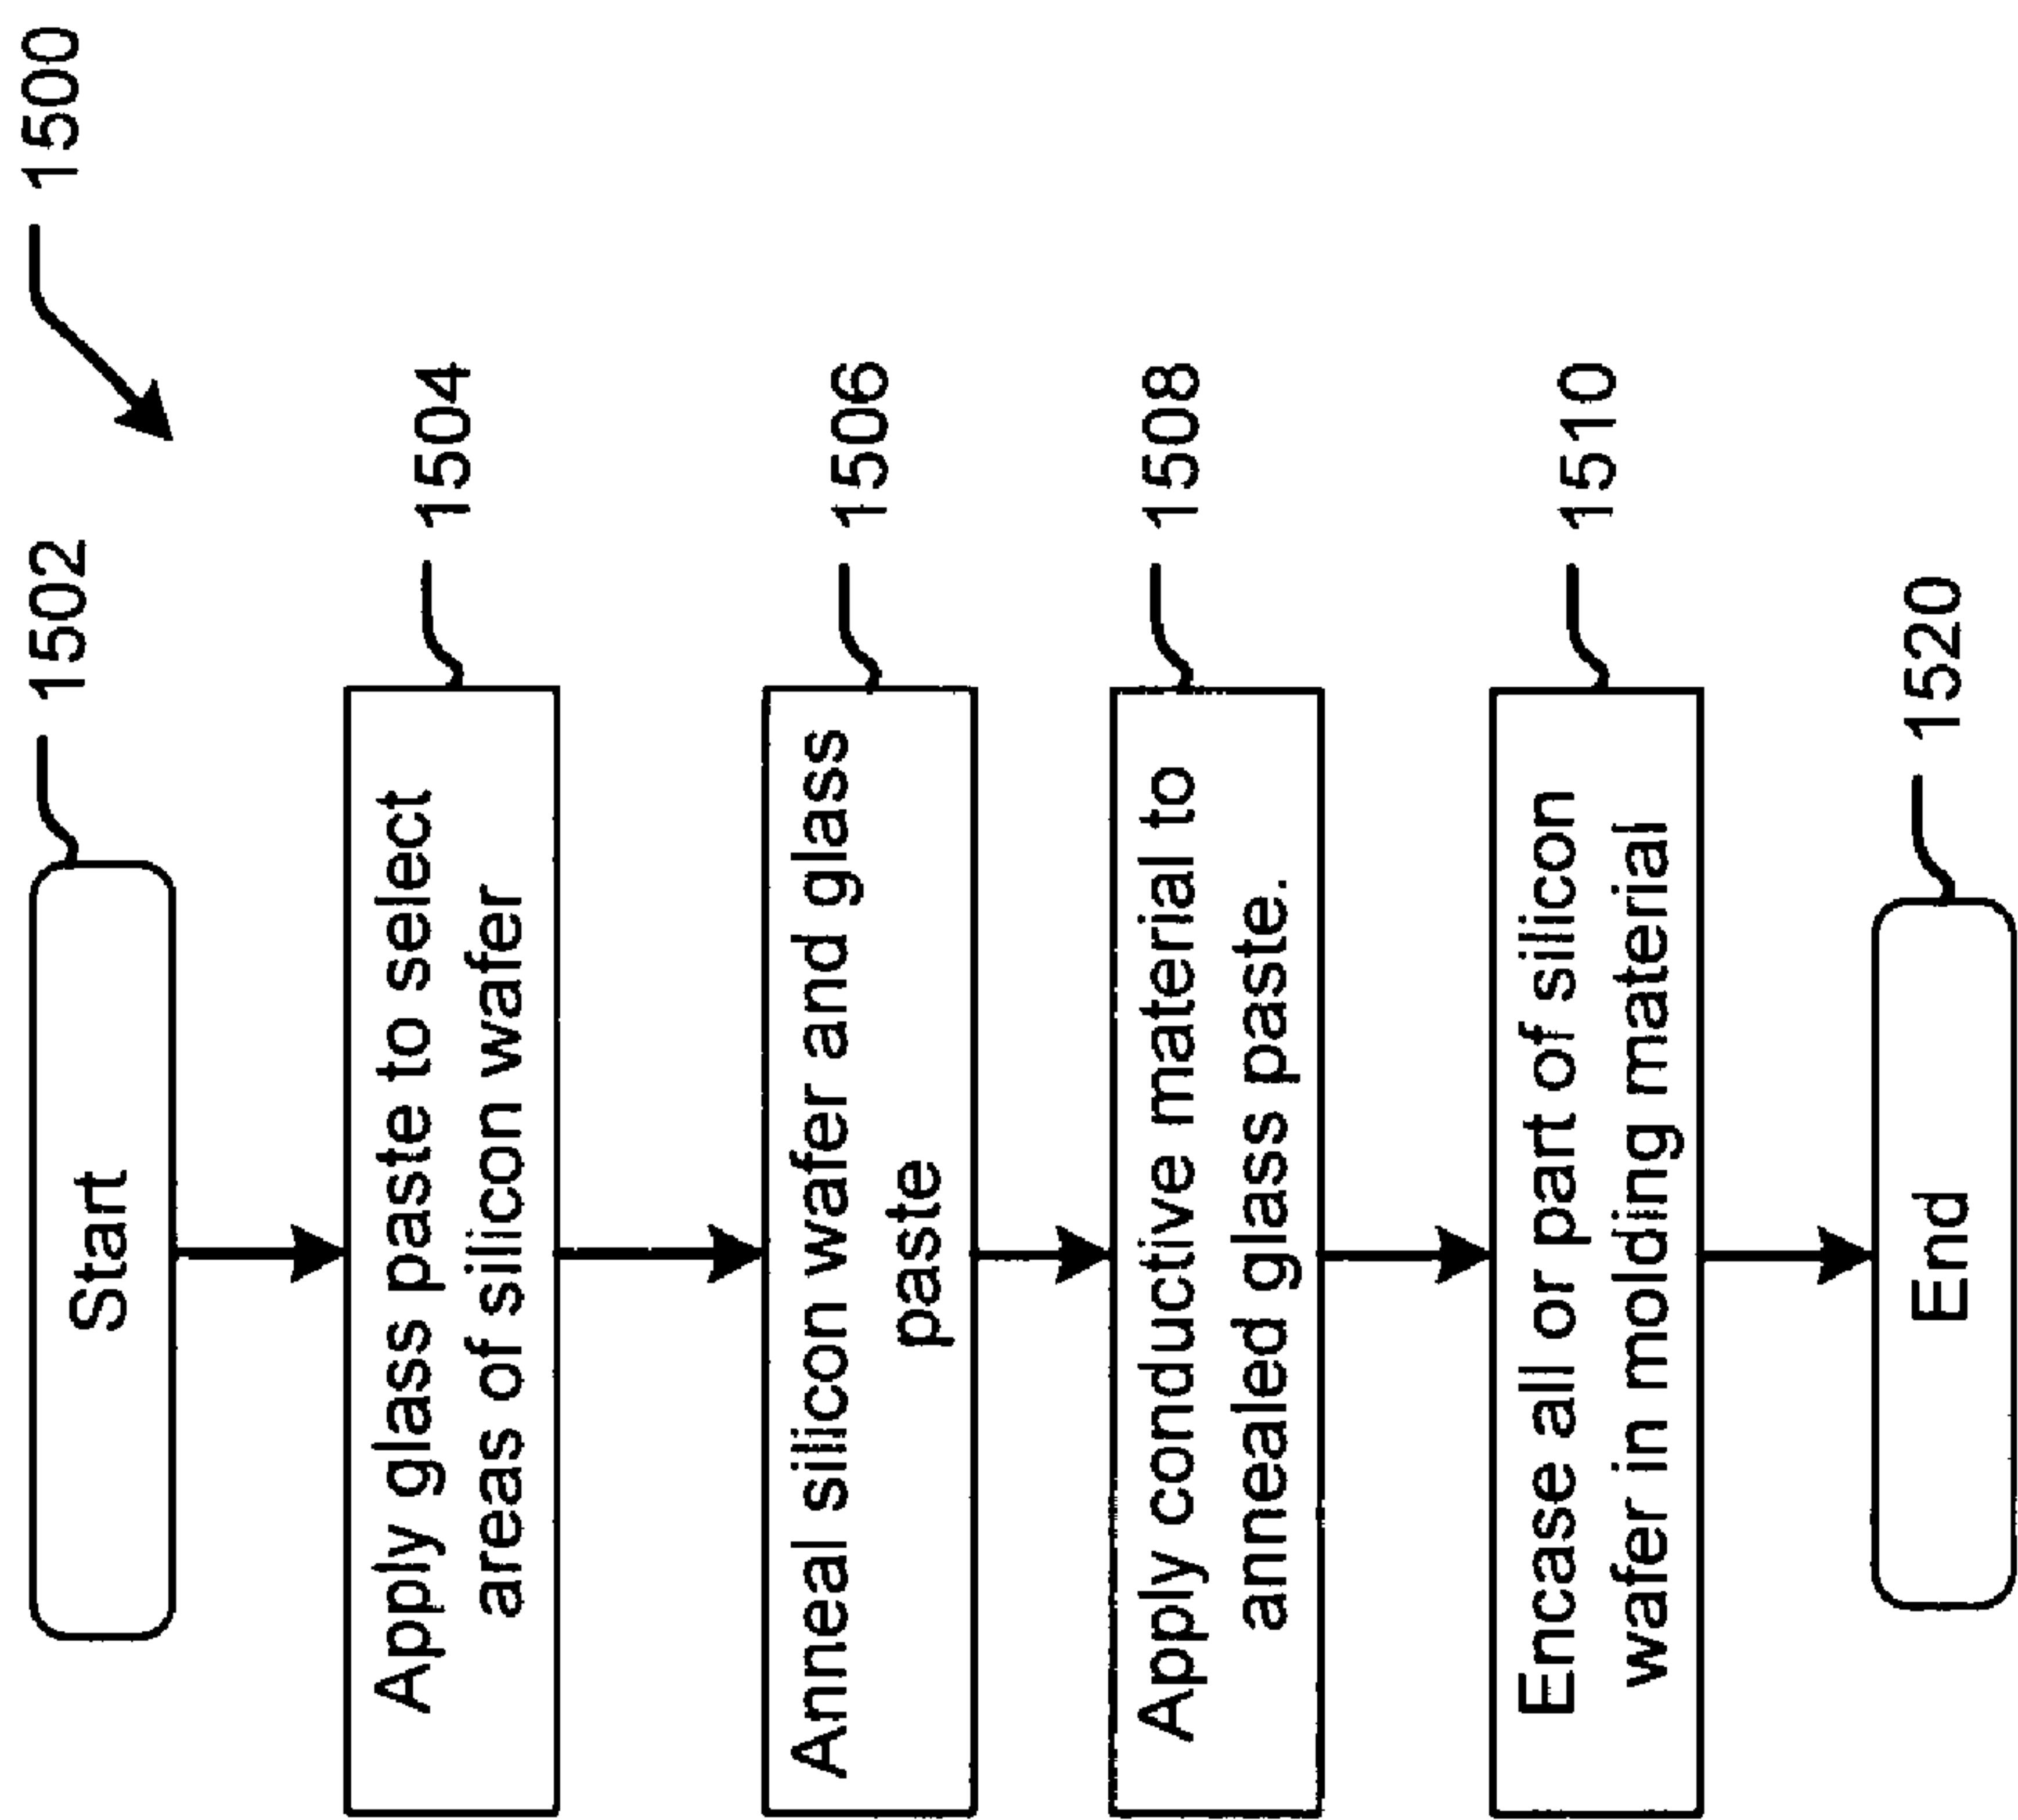 1500
Start
1502
Apply glass paste to select
areas of silicon wafer
1504
Anneal silicon wafer and glass
paste
1506
Apply conductive material to
annealed glass paste.
1508
Encase all or part of silicon
wafer in molding material
1510
End
1520